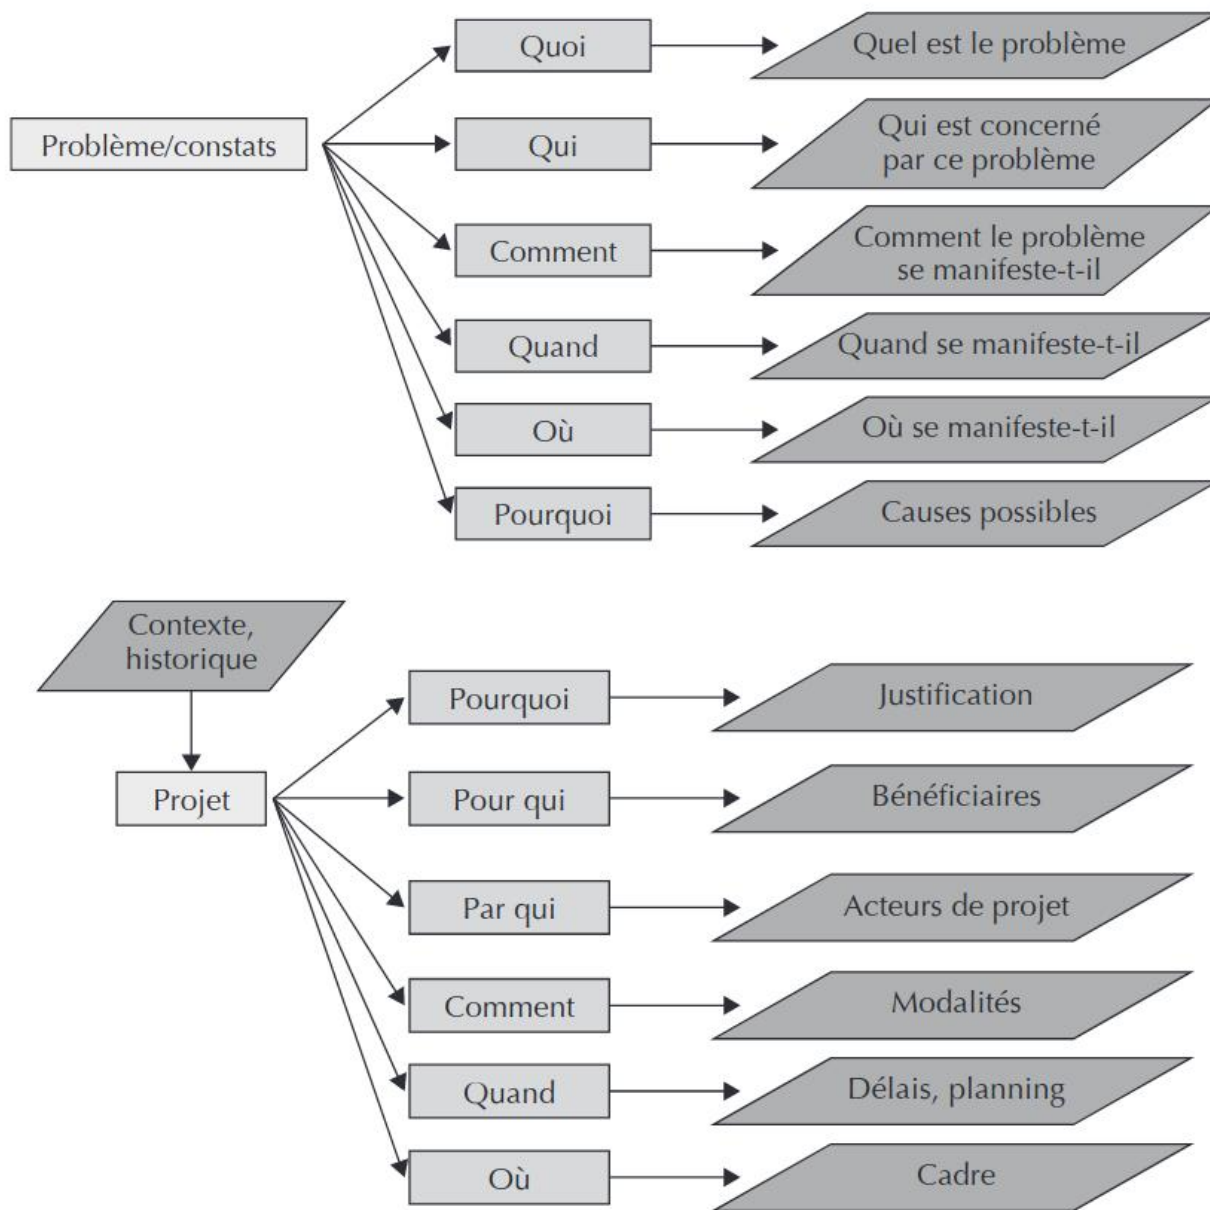 Quoi
Quel est le problème
Problème/constats
Qui
Qui est concerné
par ce problème
Comment
Comment le problème
se manifeste-t-il
Quand
Quand se manifeste-t-il
Où
Où se manifeste-t-il
Pourquoi
Causes possibles
Contexte,
historique
Pourquoi
Justification
Projet
Pour qui
Bénéficiaires
Par qui
Acteurs de projet
Comment
Modalités
Quand
Délais, planning
Où
Cadre